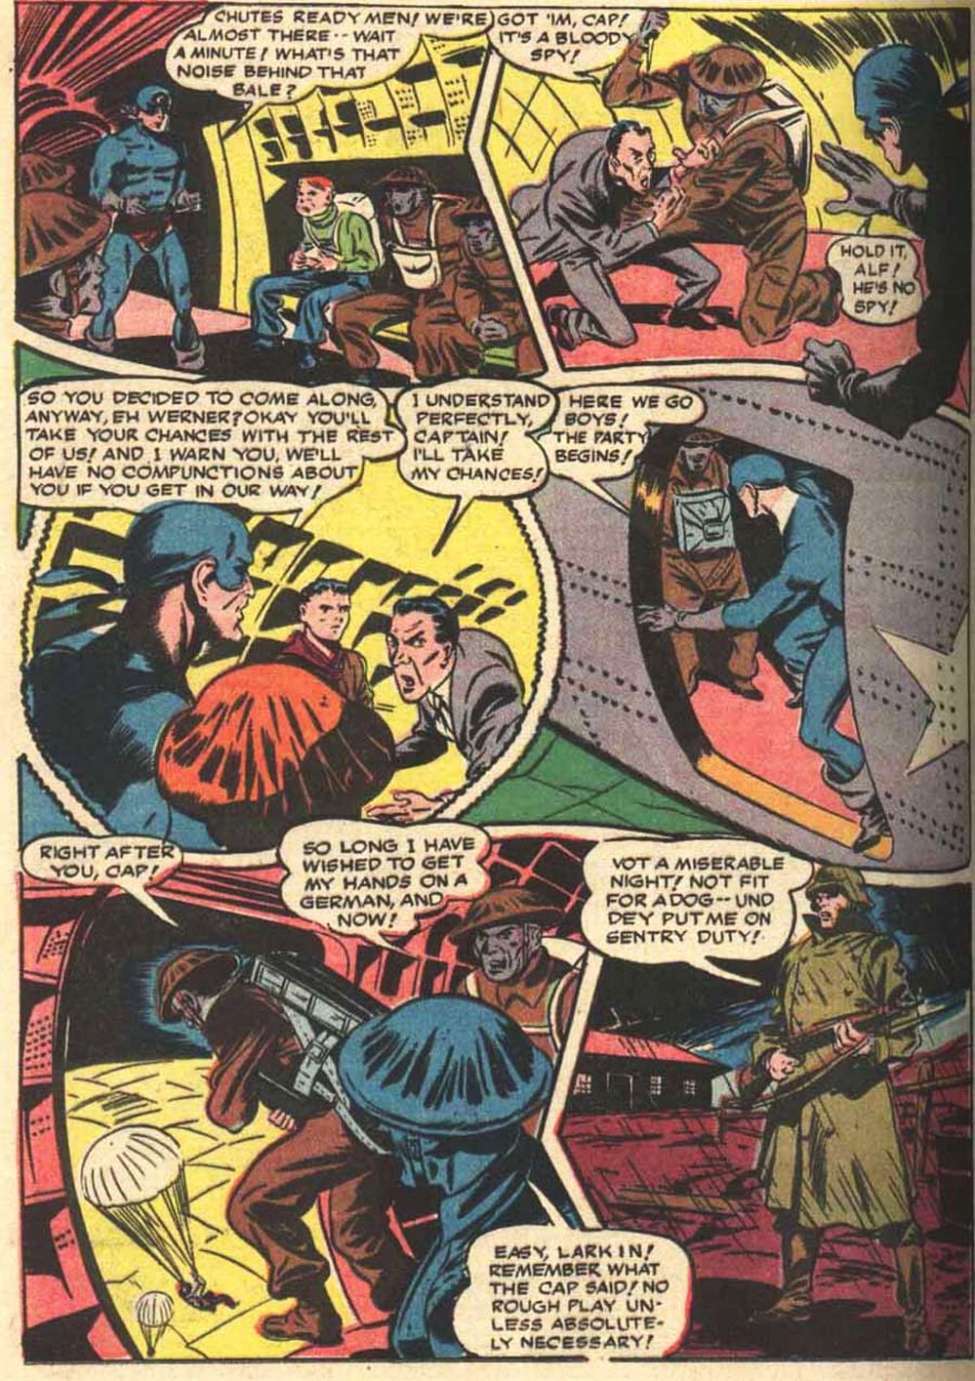 CHUTES READY MEN! WE'RE
ALMOST THERE -- WAIT
A MINUTE! WHAT'S THAT
NOISE BEHIND THAT
BALE?
GOT 'IM, CAP!
IT'S A BLOODY
SPY!
HOLD IT,
ALF!
HE'S NO
SPY!
SO YOU DECIDED TO COME ALONG,
ANYWAY, EH WERNER? OKAY YOU'LL
TAKE YOUR CHANCES WITH THE REST
OF US! AND I WARN YOU, WE'LL
HAVE NO COMPUNCTIONS ABOUT
YOU IF YOU GET IN OUR WAY!
I UNDERSTAND
PERFECTLY,
CAPTAIN!
I'LL TAKE
MY CHANCES!
HERE WE GO
BOYS!
THE PARTY
BEGINS!
RIGHT AFTER
YOU, CAP!
SO LONG I HAVE
WISHED TO GET
MY HANDS ON A
GERMAN, AND
NOW!
EASY, LARKIN!
REMEMBER WHAT
THE CAP SAID! NO
ROUGH PLAY UN-
LESS ABSOLUTE-
LY NECESSARY!
VOT A MISERABLE
NIGHT! NOT FIT
FOR A DOG -- UND
DEY PUT ME ON
SENTRY DUTY!